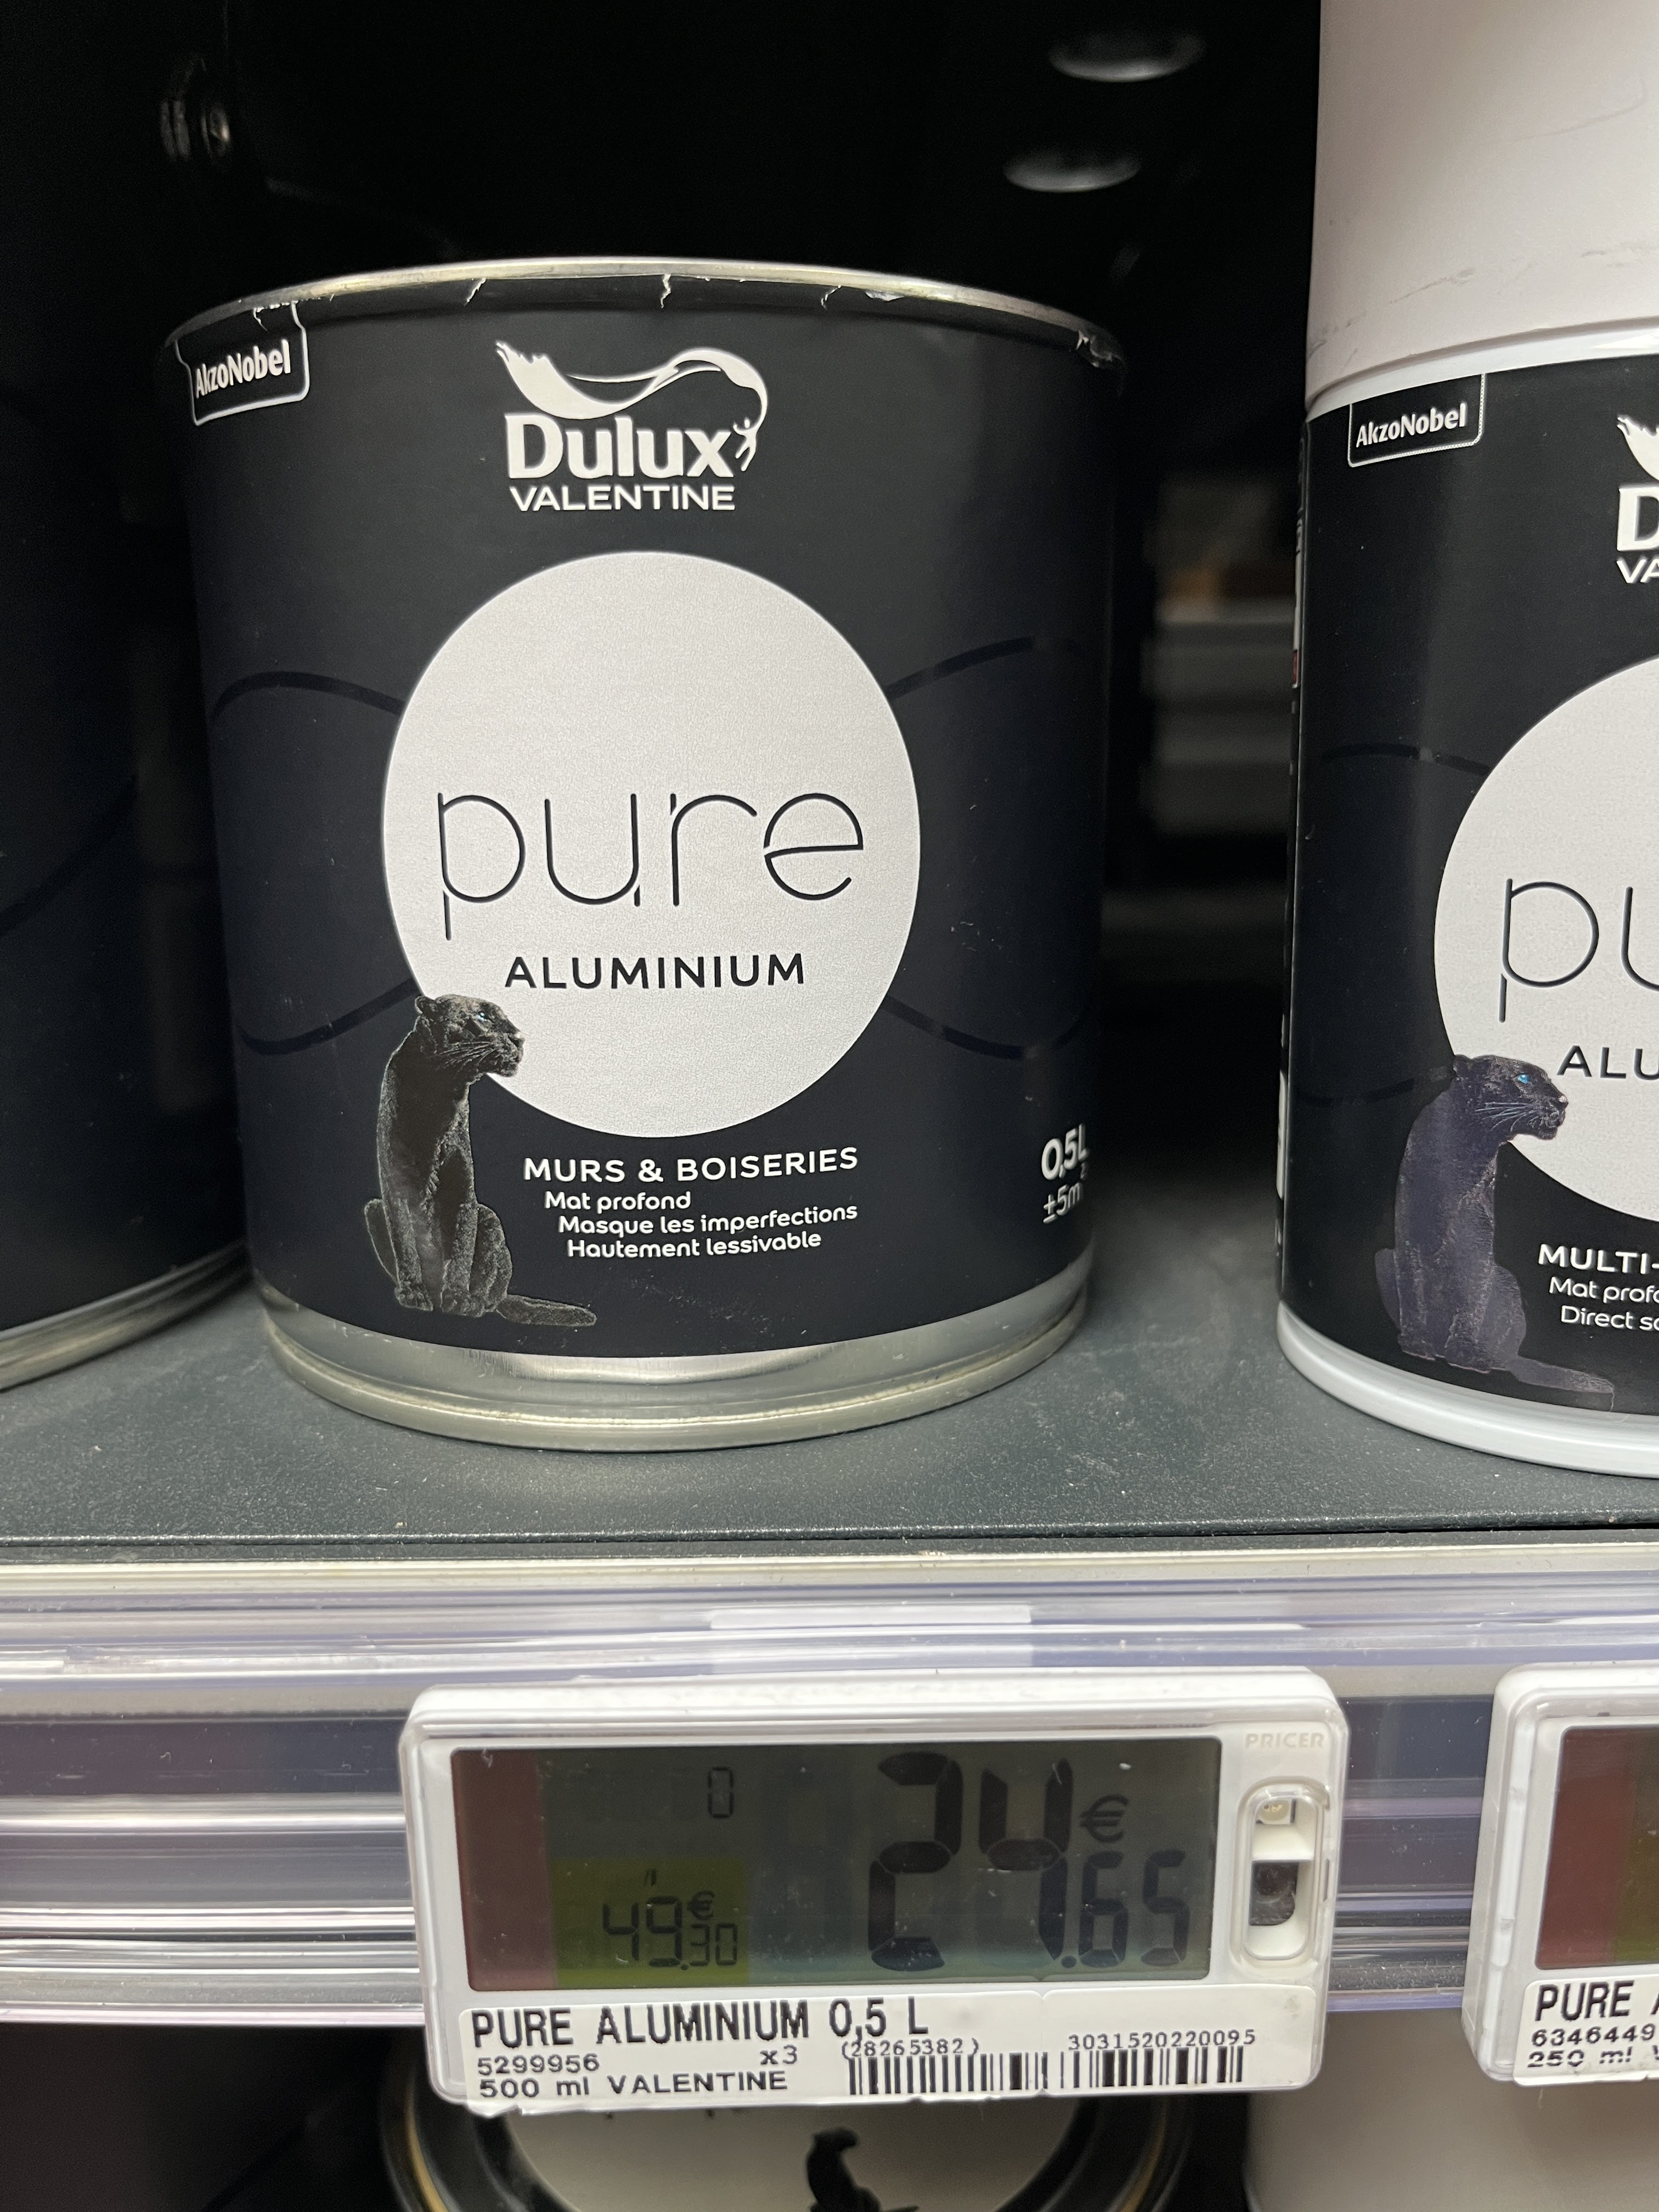 AkzoNobel
Dulux
VALENTINE
pure
ALUMINIUM
MURS & BOISERIES
Mat profond
Masque les imperfections
Hautement lessivable
0,5L
±5m
AkzoNobel
MULTI-
Mat
Direct
PRICER
0
49€30
24€.65
PURE ALUMINIUM 0,5 L
5299956 x3 (28265382) 3031520220095
500 ml VALENTINE
PURE
6346449
250 ml